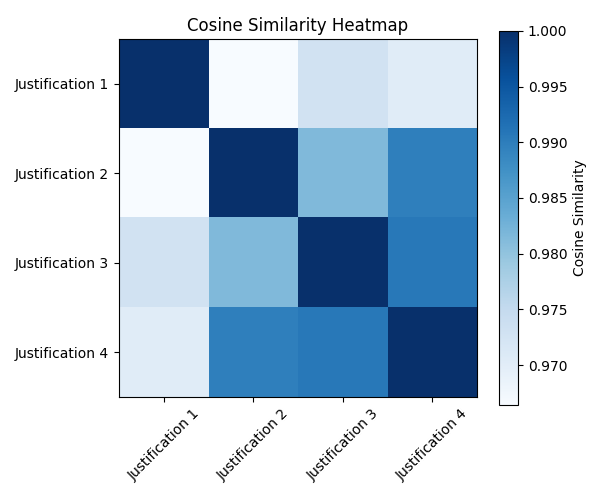 Cosine Similarity Heatmap
Justification 1
Justification 2
Justification 3
Justification 4
Justification 1
Justification 2
Justification 3
Justification 4
1.000
0.995
0.990
0.985
0.980
0.975
0.970
Cosine Similarity